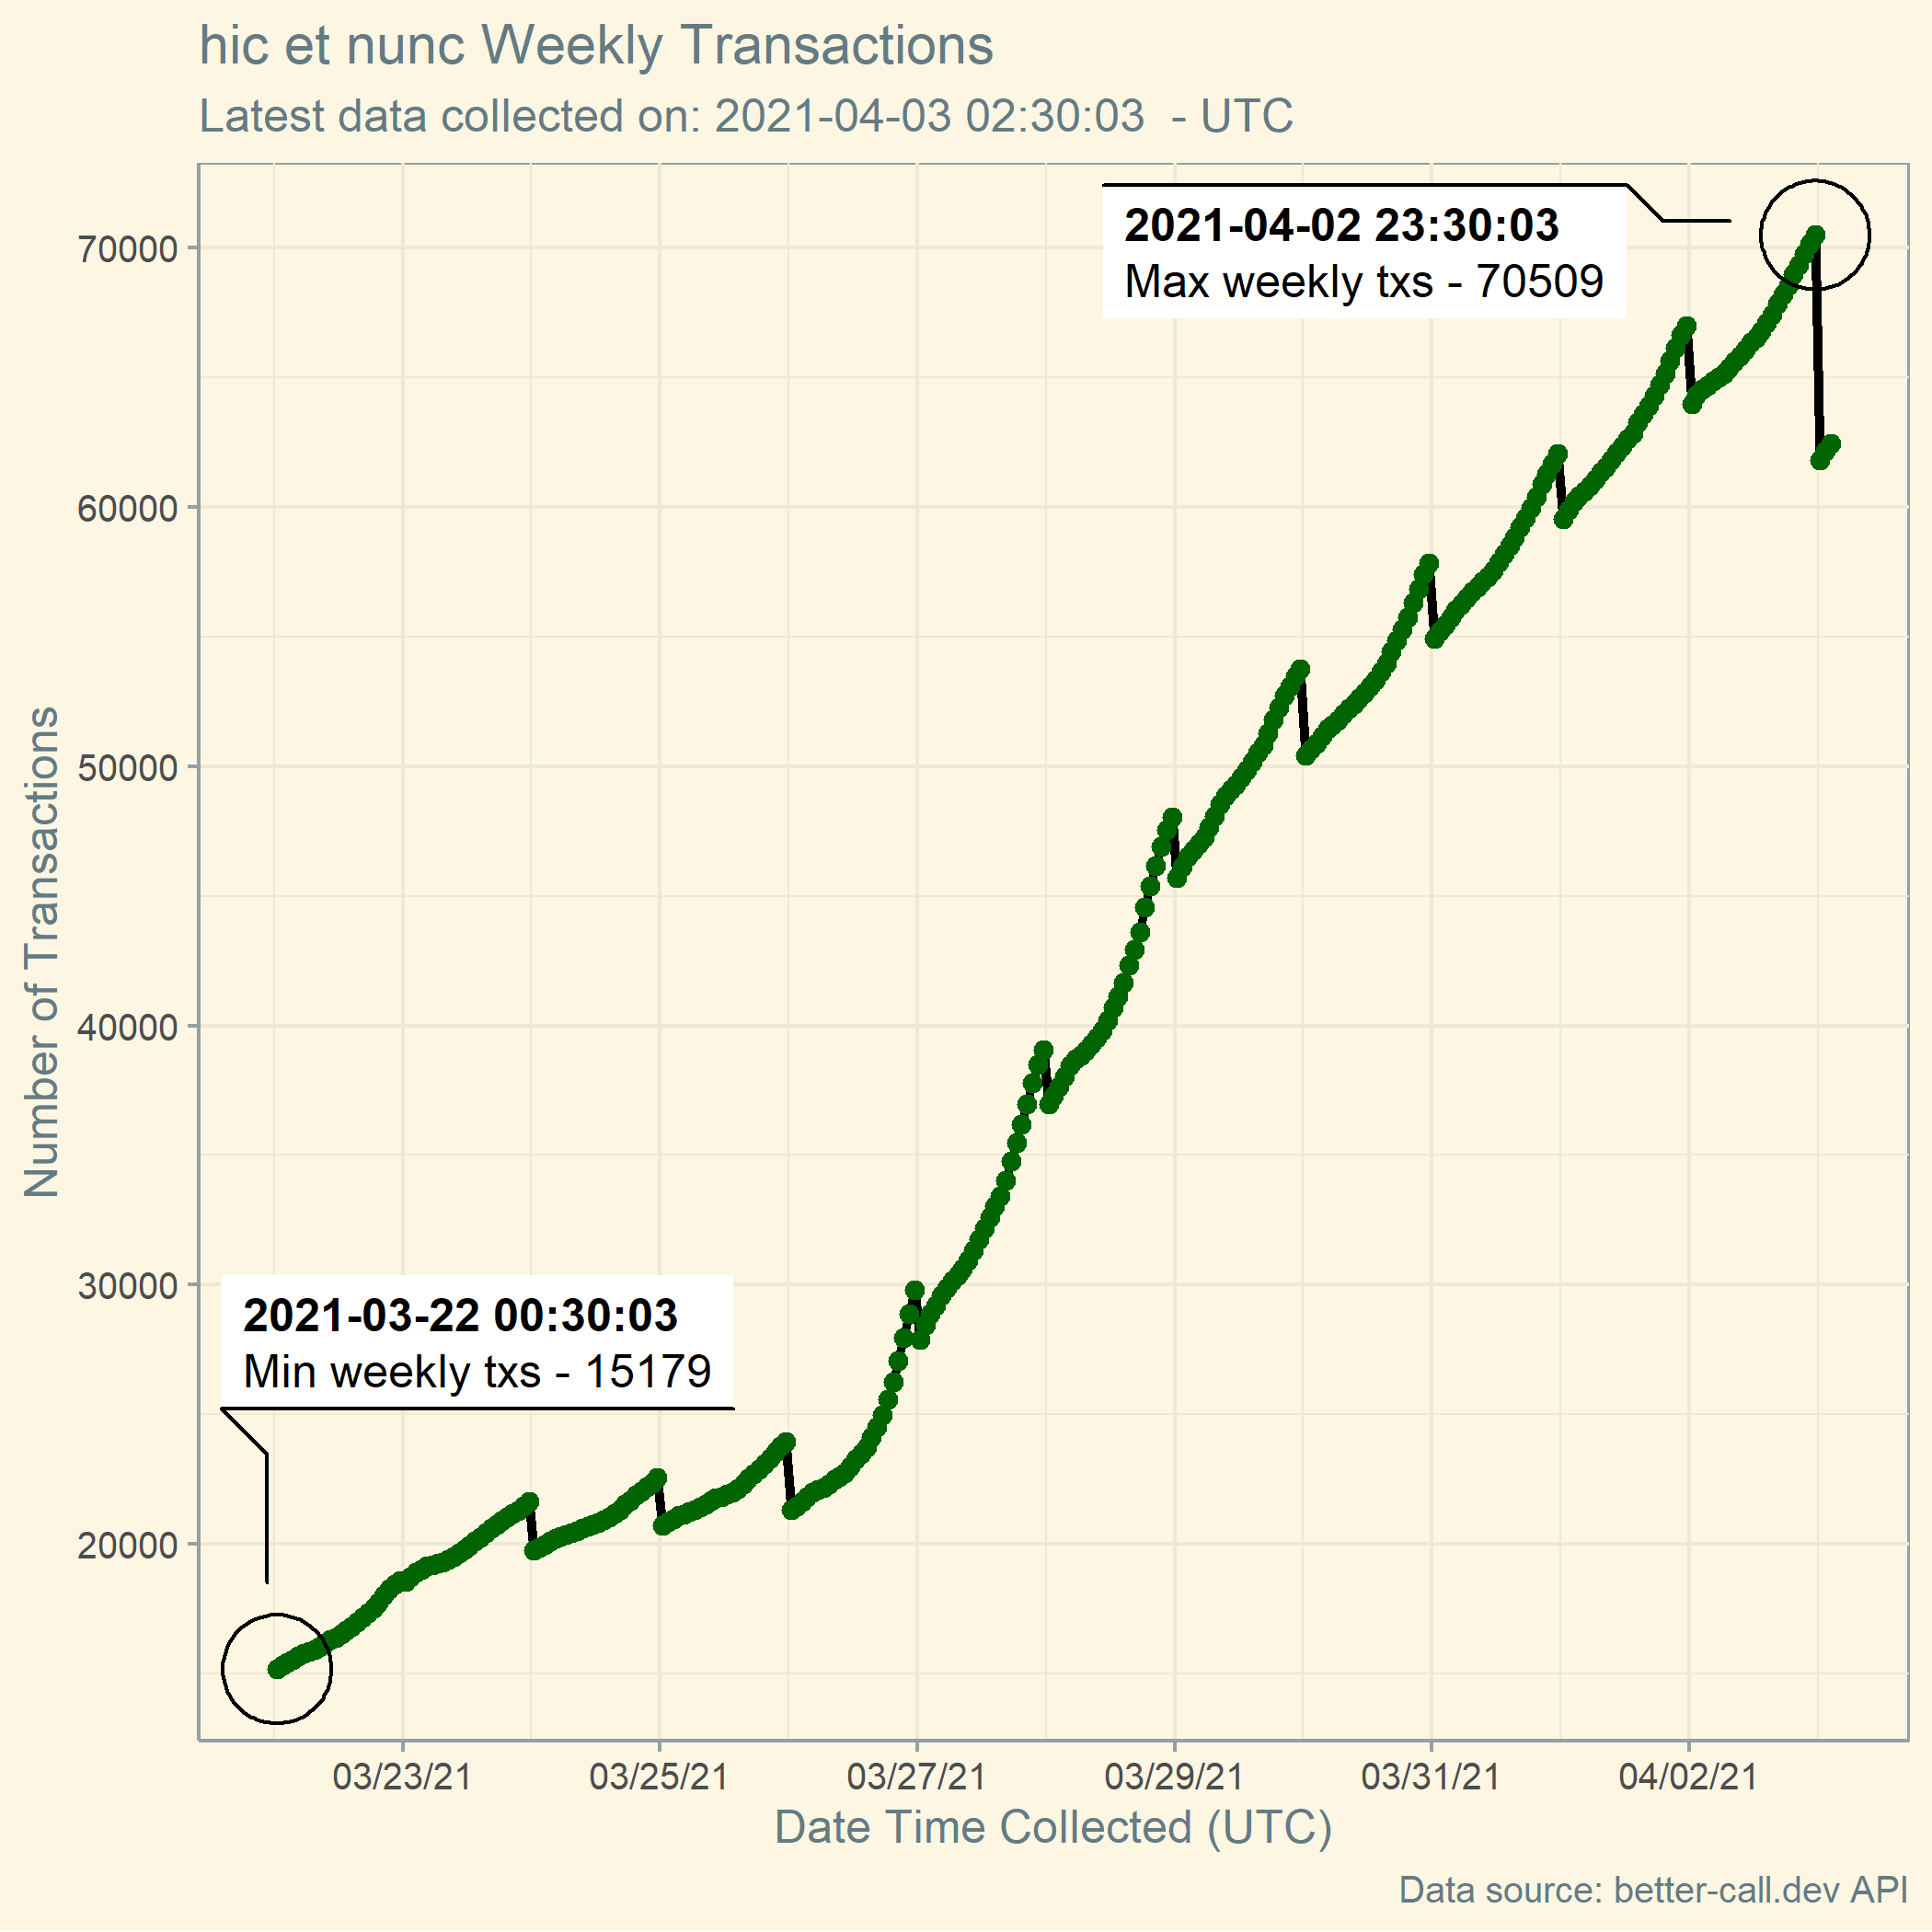 hic et nunc Weekly Transactions
Latest data collected on: 2021-04-03 02:30:03  - UTC
2021-04-02 23:30:03
Max weekly txs - 70509
2021-03-22 00:30:03
Min weekly txs - 15179
Number of Transactions
70000
60000
50000
40000
30000
20000
03/23/21
03/25/21
03/27/21
03/29/21
03/31/21
04/02/21
Date Time Collected (UTC)
Data source: better-call.dev API